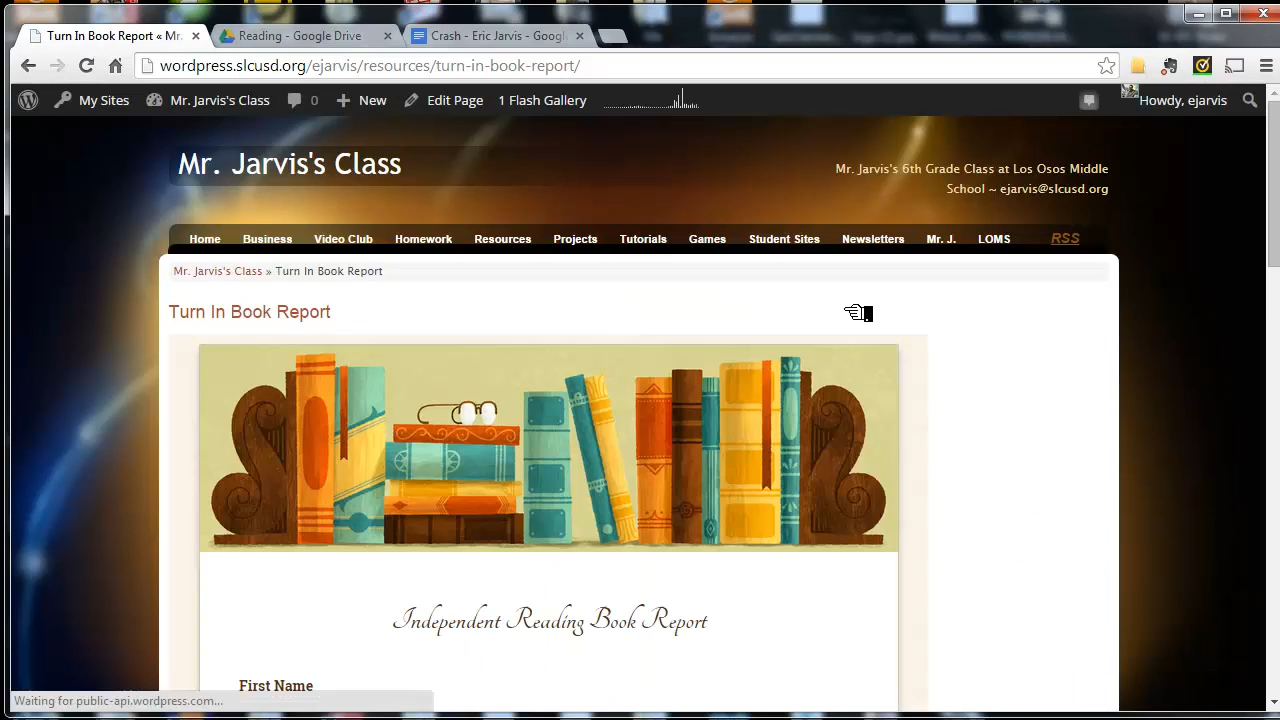 Turn In Book Report « Mr.
Reading - Google Drive
Crash - Eric Jarvis - Googl
wordpress.slcusd.org/ejarvis/resources/turn-in-book-report/
My Sites
Mr. Jarvis's Class
0
New
Edit Page
1 Flash Gallery
Howdy, ejarvis
Mr. Jarvis's Class
Mr. Jarvis's 6th Grade Class at Los Osos Middle
School ~ ejarvis@slcusd.org
Home Business Video Club Homework Resources Projects Tutorials Games Student Sites Newsletters Mr. J. LOMS RSS
Mr. Jarvis's Class » Turn In Book Report
Turn In Book Report
Independent Reading Book Report
First Name
Waiting for public-api.wordpress.com...